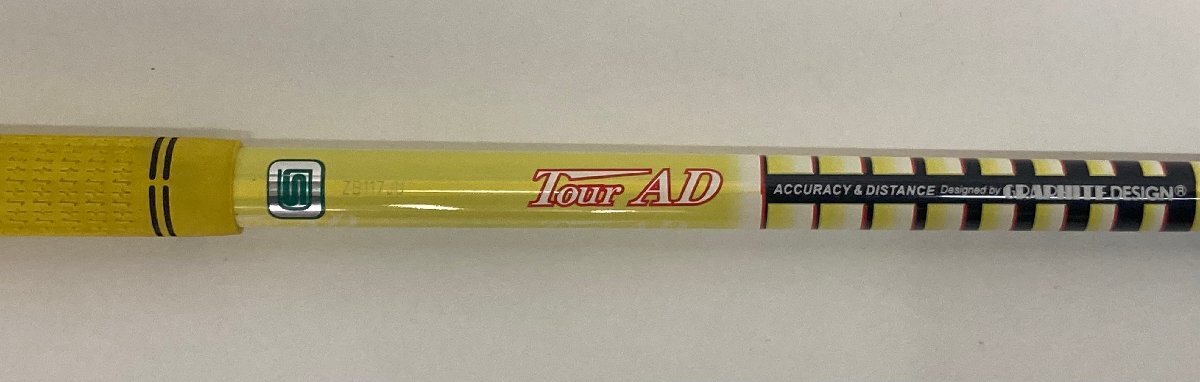 Tour AD
ACCURACY & DISTANCE Designed by GRAPHITE DESIGN®